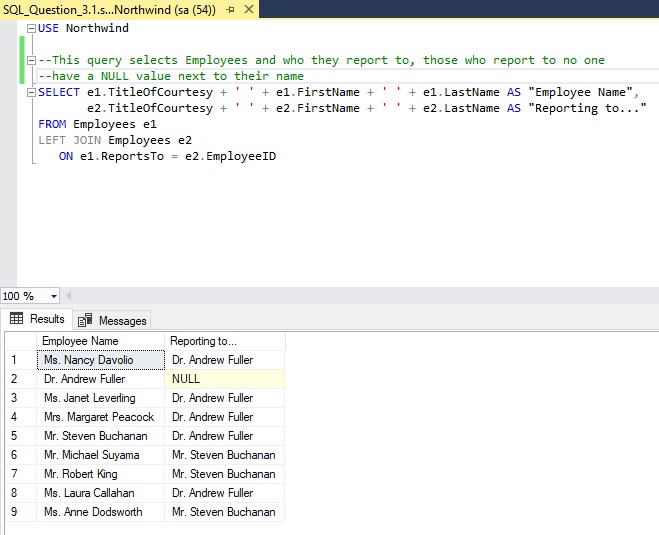 SQL_Question_3.1.s...Northwind (sa (54))
USE Northwind
--This query selects Employees and who they report to, those who report to no one
--have a NULL value next to their name
SELECT e1.TitleOfCourtesy + ' ' + e1.FirstName + ' ' + e1.LastName AS "Employee Name",
e2.TitleOfCourtesy + ' ' + e2.FirstName + ' ' + e2.LastName AS "Reporting to..."
FROM Employees e1
LEFT JOIN Employees e2
ON e1.ReportsTo = e2.EmployeeID
100 %
Results Messages
Employee Name Reporting to...
1 Ms. Nancy Davolio Dr. Andrew Fuller
2 Dr. Andrew Fuller NULL
3 Ms. Janet Leverling Dr. Andrew Fuller
4 Mrs. Margaret Peacock Dr. Andrew Fuller
5 Mr. Steven Buchanan Dr. Andrew Fuller
6 Mr. Michael Suyama Mr. Steven Buchanan
7 Mr. Robert King Mr. Steven Buchanan
8 Ms. Laura Callahan Dr. Andrew Fuller
9 Ms. Anne Dodsworth Mr. Steven Buchanan